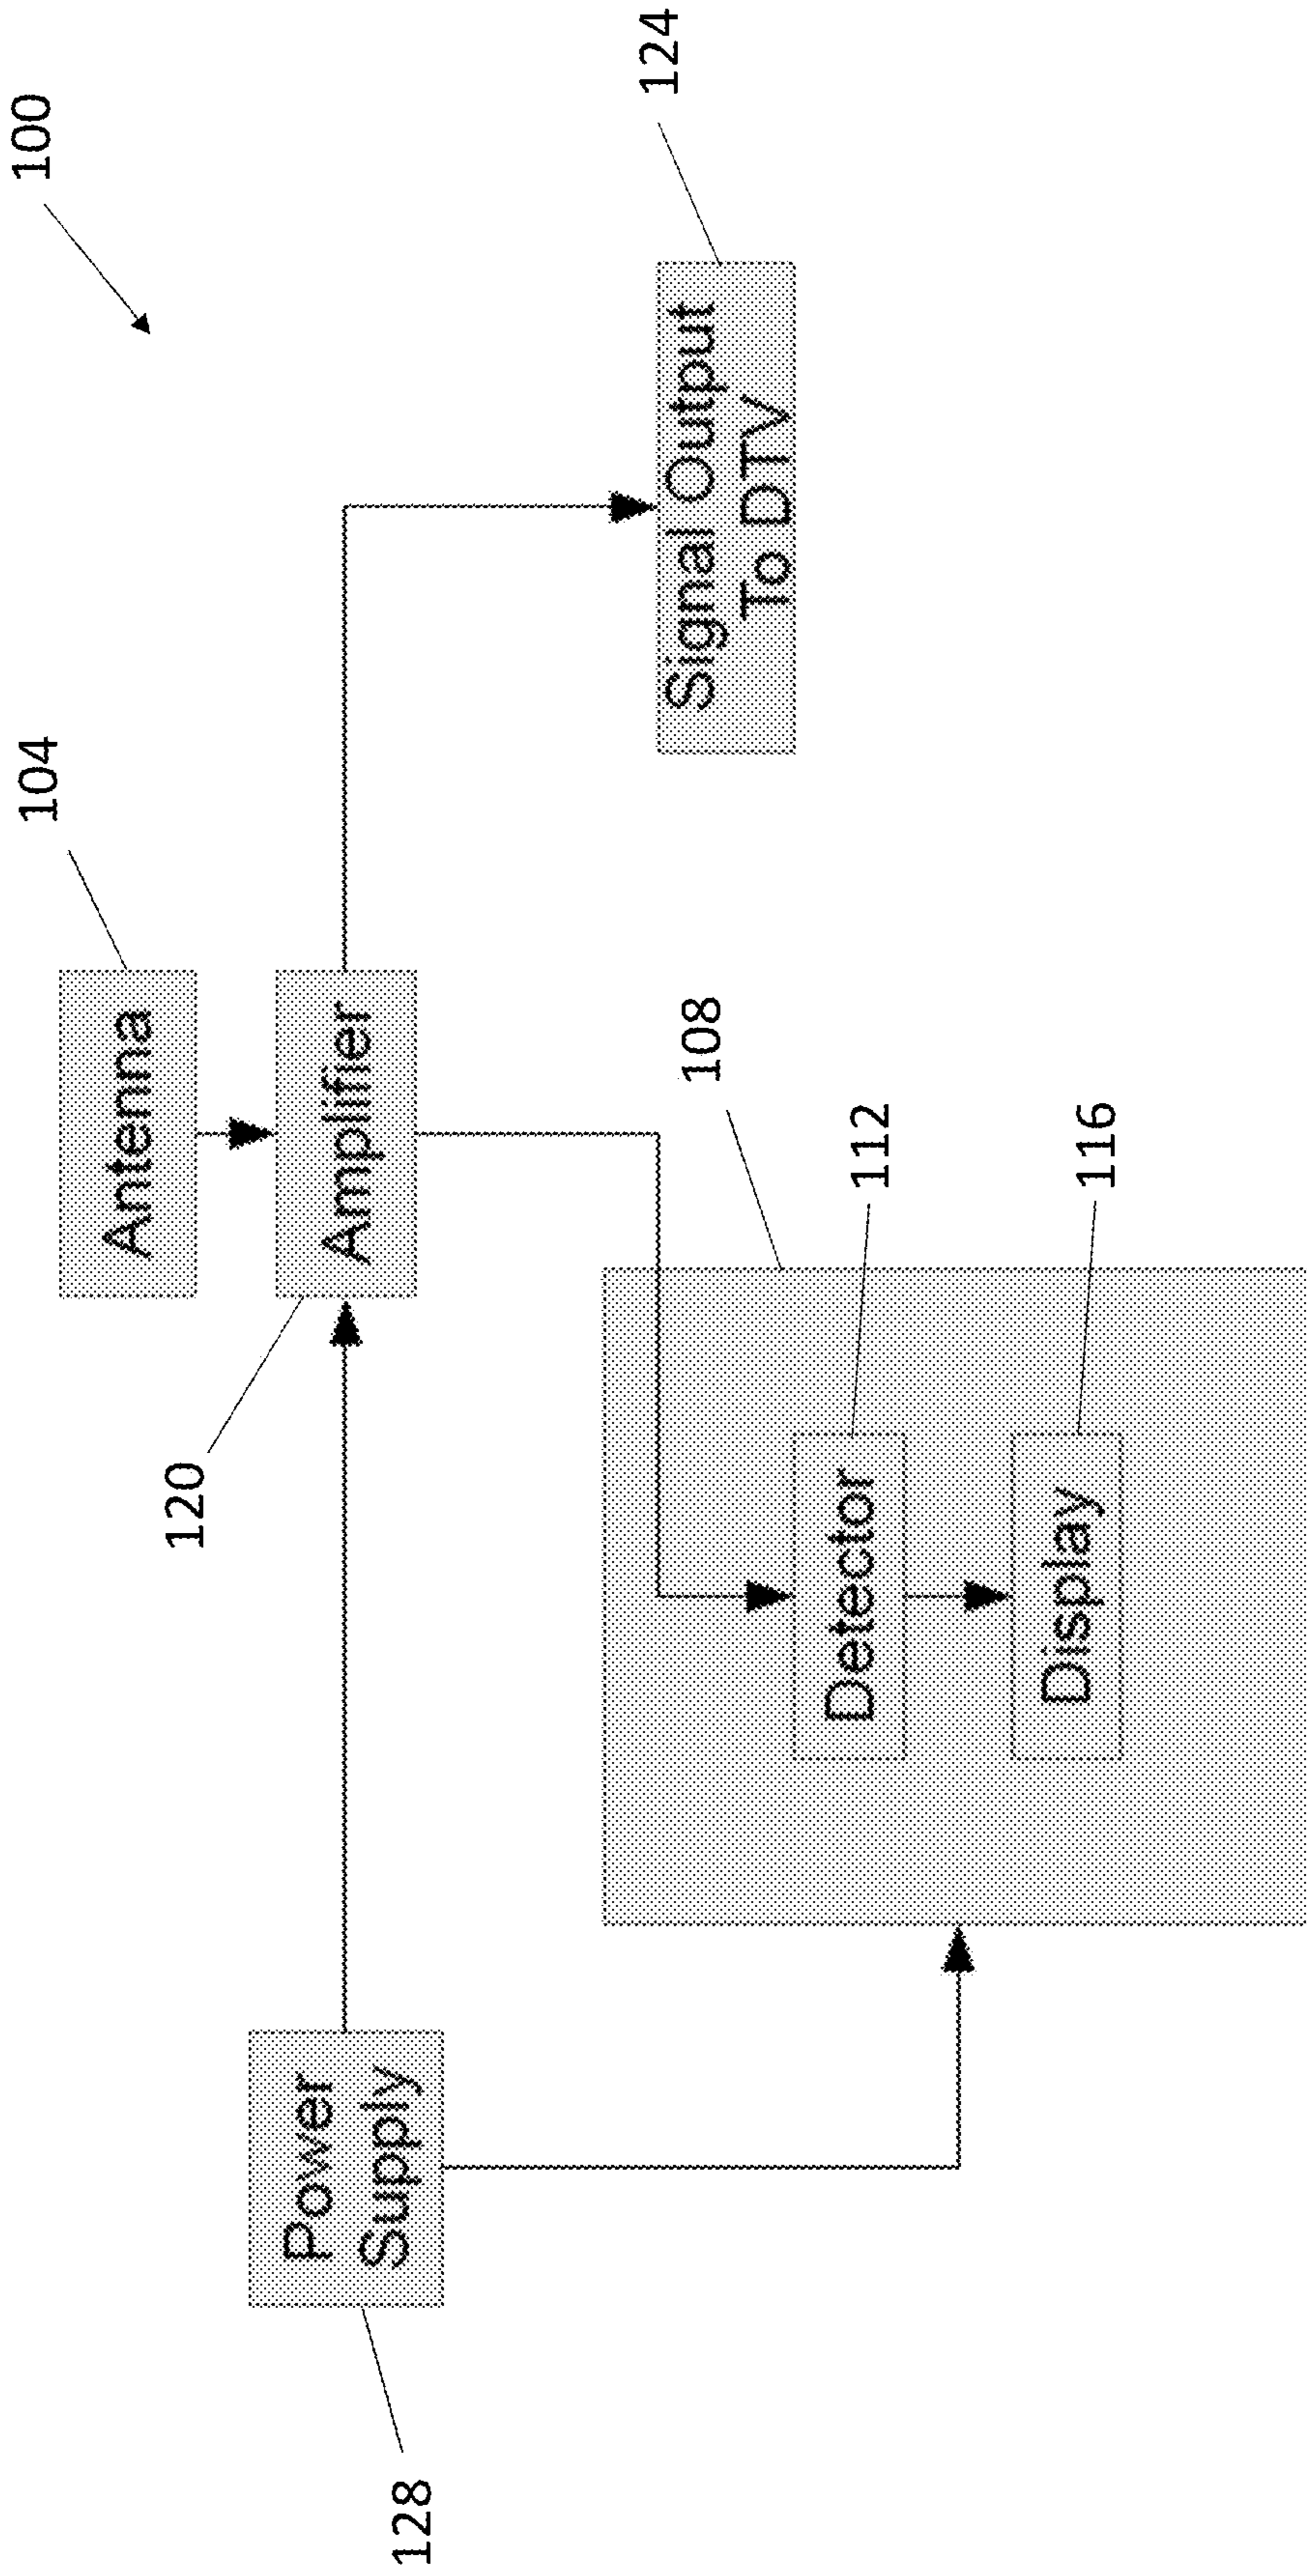 100
104
Antenna
120
Amplifier
128
Power
Supply
108
Detector
112
Display
116
Signal Output
To DTV
124